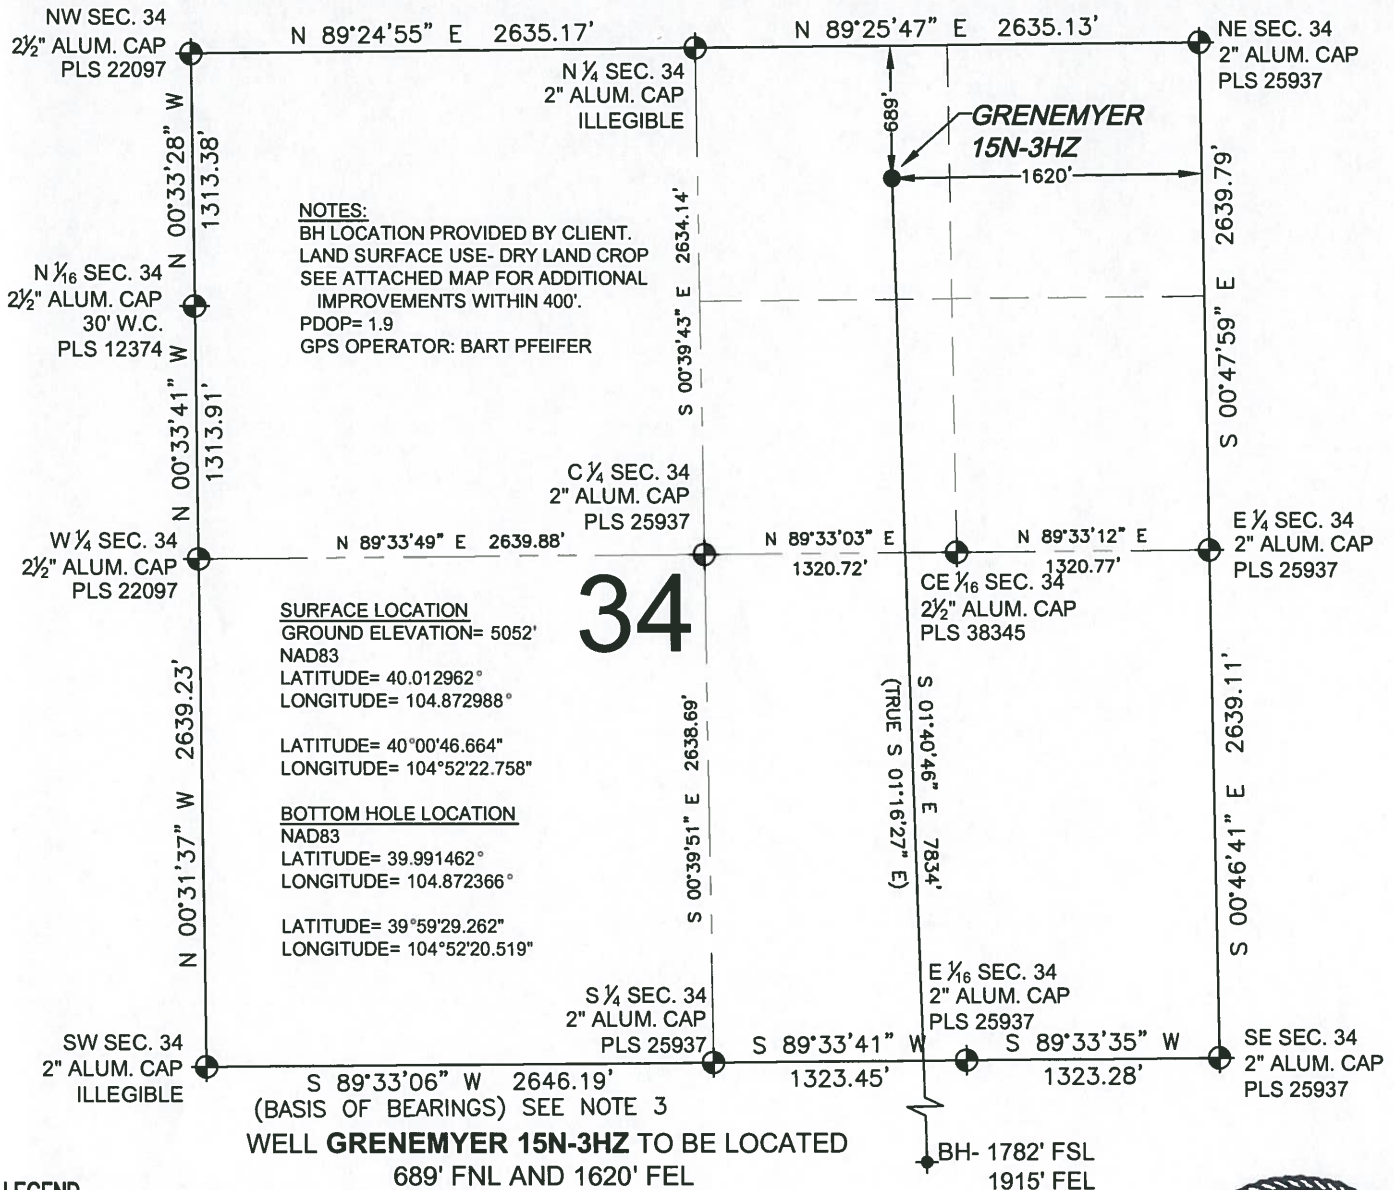 NW SEC. 34
2½" ALUM. CAP
PLS 22097
N 89°24'55" E 2635.17'
N ¼ SEC. 34
2" ALUM. CAP
ILLEGIBLE
N 89°25'47" E 2635.13'
NE SEC. 34
2" ALUM. CAP
PLS 25937
689'
GRENEMYER
15N-3HZ
1620'
N 00°33'28" W
1313.38'
NOTES:
BH LOCATION PROVIDED BY CLIENT.
LAND SURFACE USE- DRY LAND CROP
SEE ATTACHED MAP FOR ADDITIONAL
IMPROVEMENTS WITHIN 400'.
PDOP= 1.9
GPS OPERATOR: BART PFEIFER
S 00°39'43" E 2634.14'
S 00°47'59" E 2639.79'
N 1⁄16 SEC. 34
2½" ALUM. CAP
30' W.C.
PLS 12374
N 00°33'41" W
1313.91'
C ¼ SEC. 34
2" ALUM. CAP
PLS 25937
W ¼ SEC. 34
2½" ALUM. CAP
PLS 22097
N 89°33'49" E 2639.88'
N 89°33'03" E
1320.72'
N 89°33'12" E
1320.77'
E ¼ SEC. 34
2" ALUM. CAP
PLS 25937
CE 1⁄16 SEC. 34
2½" ALUM. CAP
PLS 38345
34
SURFACE LOCATION
GROUND ELEVATION= 5052'
NAD83
LATITUDE= 40.012962°
LONGITUDE= 104.872988°
LATITUDE= 40°00'46.664"
LONGITUDE= 104°52'22.758"
BOTTOM HOLE LOCATION
NAD83
LATITUDE= 39.991462°
LONGITUDE= 104.872366°
LATITUDE= 39°59'29.262"
LONGITUDE= 104°52'20.519"
N 00°31'37" W 2639.23'
S 00°39'51" E 2638.69'
S 01°40'46" E 7834'
(TRUE S 01°16'27" E)
S 00°46'41" E 2639.11'
E 1⁄16 SEC. 34
2" ALUM. CAP
PLS 25937
S ¼ SEC. 34
2" ALUM. CAP
PLS 25937
SW SEC. 34
2" ALUM. CAP
ILLEGIBLE
S 89°33'06" W 2646.19'
(BASIS OF BEARINGS) SEE NOTE 3
S 89°33'41" W
1323.45'
S 89°33'35" W
1323.28'
SE SEC. 34
2" ALUM. CAP
PLS 25937
WELL GRENEMYER 15N-3HZ TO BE LOCATED
689' FNL AND 1620' FEL
BH- 1782' FSL
1915' FEL
LEGEND